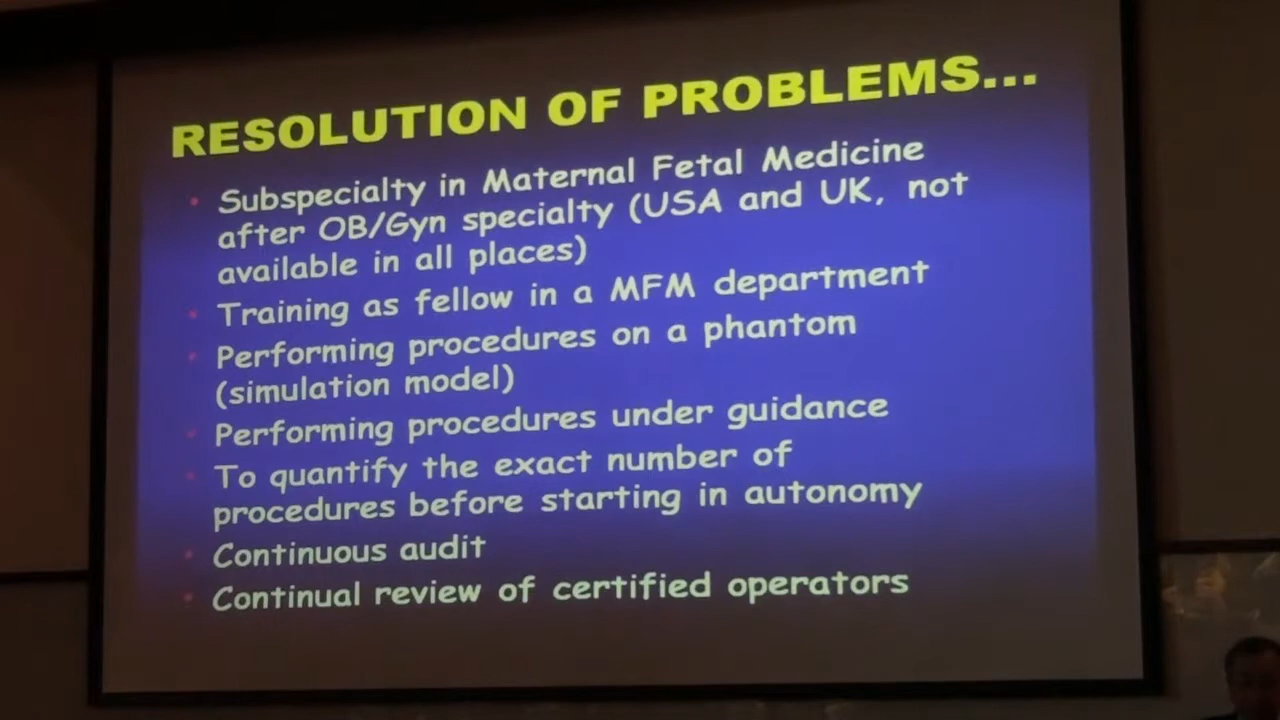 RESOLUTION OF PROBLEMS...
• Subspecialty in Maternal Fetal Medicine
after OB/Gyn specialty (USA and UK, not
available in all places)
• Training as fellow in a MFM department
• Performing procedures on a phantom
(simulation model)
• Performing procedures under guidance
• To quantify the exact number of
procedures before starting in autonomy
• Continuous audit
• Continual review of certified operators